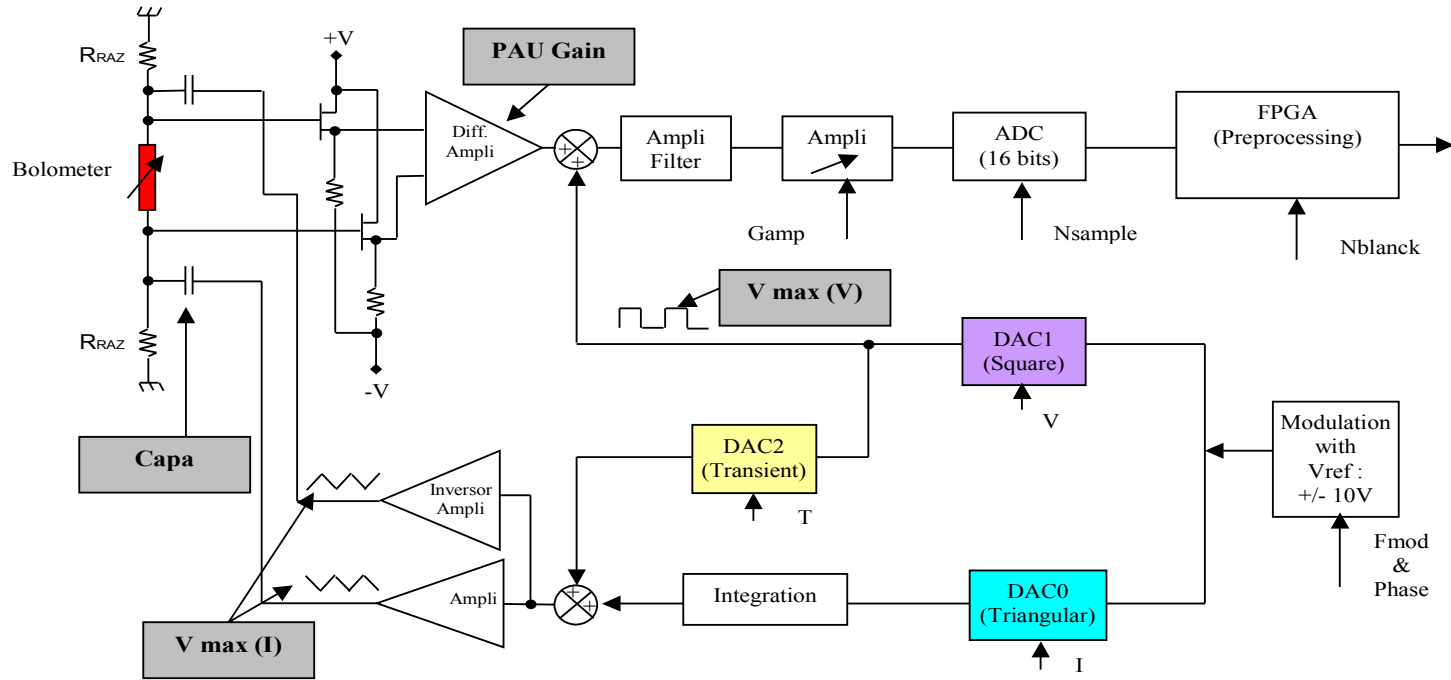 RRAZ
+V
PAU Gain
Diff.
Ampli
+
+
Ampli
Filter
Ampli
ADC
(16 bits)
FPGA
(Preprocessing)
Bolometer
Gamp
Nsample
Nblanck
V max (V)
RRAZ
-V
DAC1
(Square)
V
Capa
DAC2
(Transient)
T
Modulation
with
Vref :
+/- 10V
Inversor
Ampli
Fmod
&
Phase
Ampli
+
+
Integration
DAC0
(Triangular)
I
V max (I)